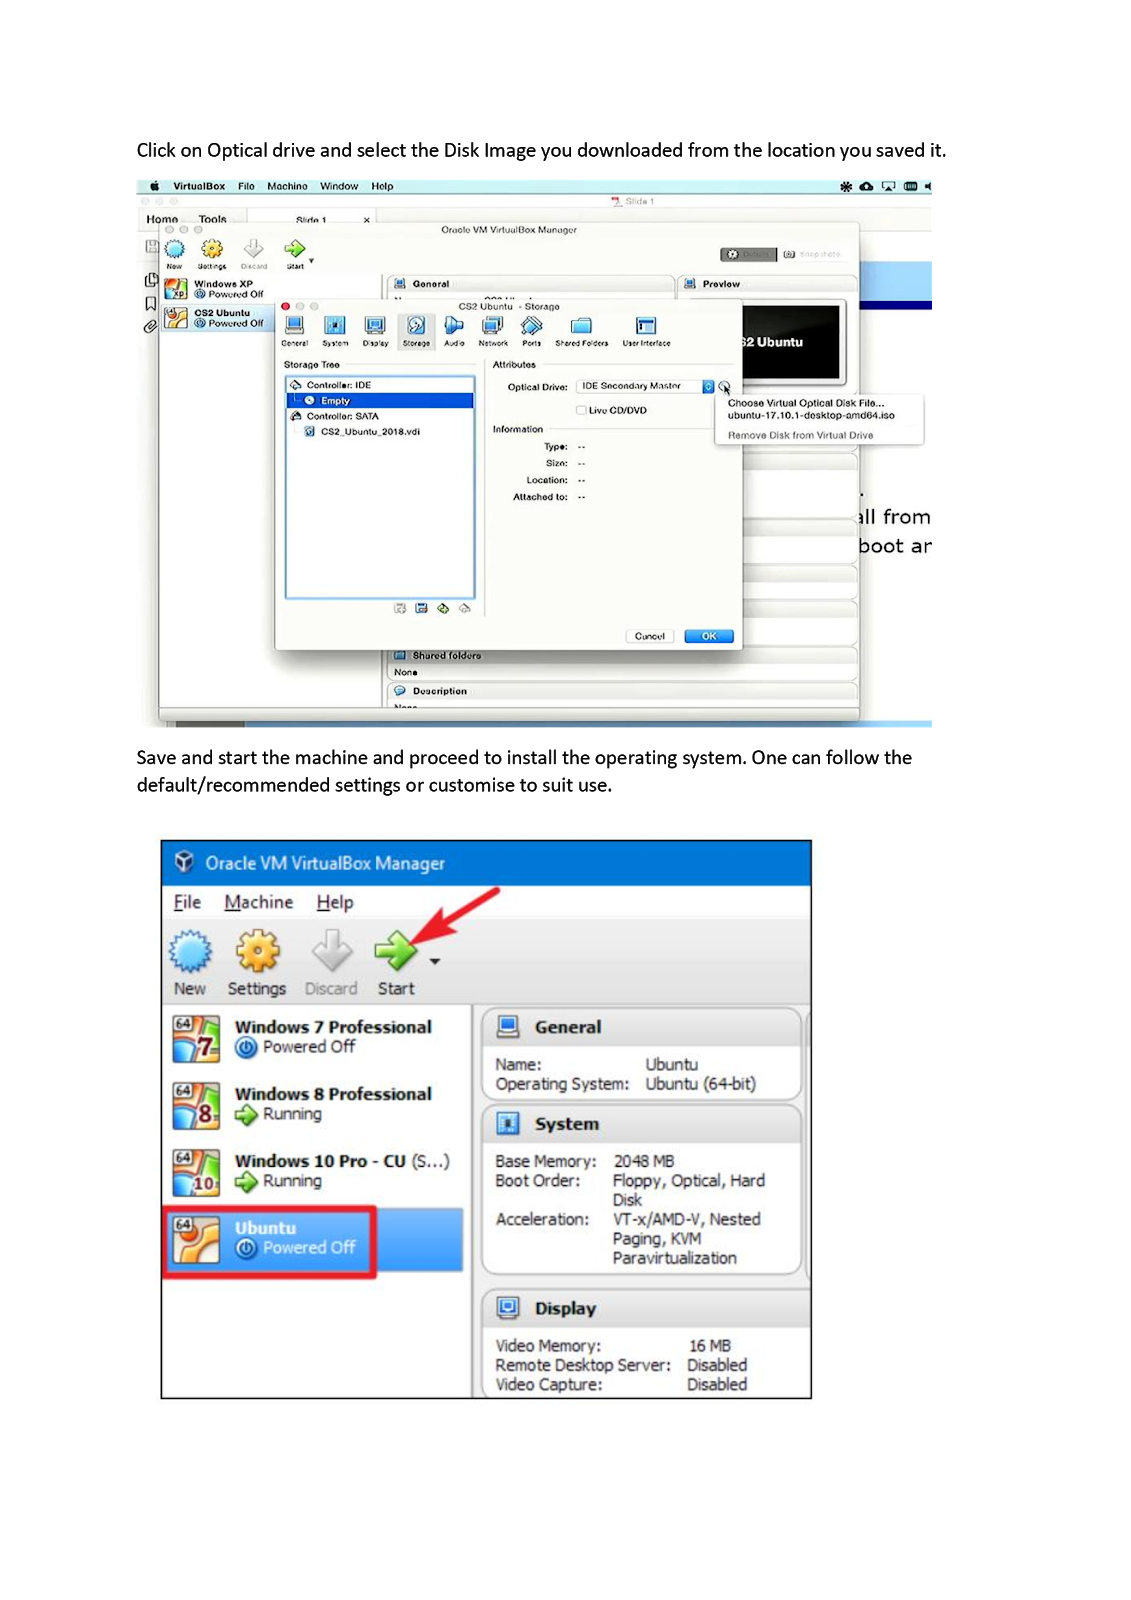 Click on Optical drive and select the Disk Image you downloaded from the location you saved it.
VirtualBox File Machine Window Help
Slide 1
Home Tools Slide 1 ×
Oracle VM VirtualBox Manager
New Settings Discard Start
Details Snapshots
Windows XP
Powered Off
CS2 Ubuntu
Powered Off
General
Preview
CS2 Ubuntu - Storage
General System Display Storage Audio Network Ports Shared Folders User Interface
S2 Ubuntu
Storage Tree
Controller: IDE
Empty
Controller: SATA
CS2_Ubuntu_2018.vdi
Attributes
Optical Drive: IDE Secondary Master
Live CD/DVD
Information
Type: --
Size: --
Location: --
Attached to: --
Choose Virtual Optical Disk File...
ubuntu-17.10.1-desktop-amd64.iso
Remove Disk from Virtual Drive
all from
boot ar
Cancel OK
Shared folders
None
Description
None
Save and start the machine and proceed to install the operating system. One can follow the
default/recommended settings or customise to suit use.
Oracle VM VirtualBox Manager
File Machine Help
New Settings Discard Start
64 7 Windows 7 Professional
Powered Off
64 8 Windows 8 Professional
Running
64 10 Windows 10 Pro - CU (S...)
Running
64 Ubuntu
Powered Off
General
Name: Ubuntu
Operating System: Ubuntu (64-bit)
System
Base Memory: 2048 MB
Boot Order: Floppy, Optical, Hard
Disk
Acceleration: VT-x/AMD-V, Nested
Paging, KVM
Paravirtualization
Display
Video Memory: 16 MB
Remote Desktop Server: Disabled
Video Capture: Disabled